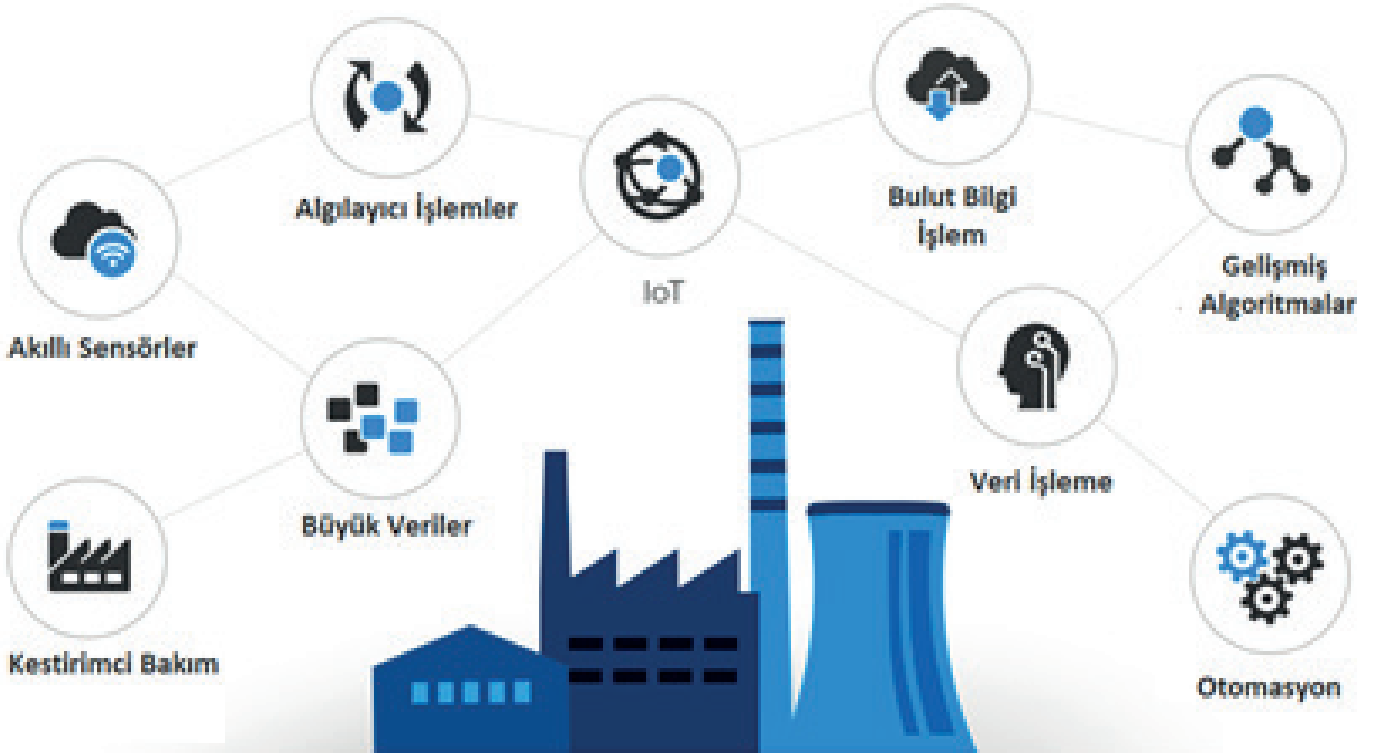 Algılayıcı İşlemler
Bulut Bilgi
İşlem
Gelişmiş
Algoritmalar
IoT
Akıllı Sensörler
Veri İşleme
Büyük Veriler
Kestirimci Bakım
Otomasyon